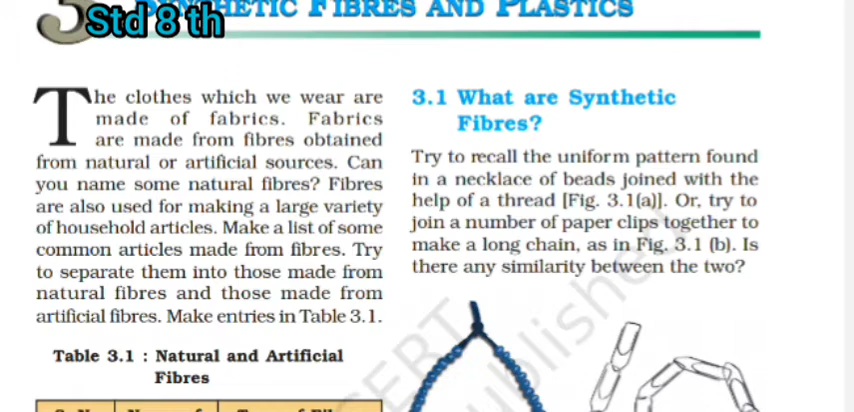 3
Std 8 th
SYNTHETIC FIBRES AND PLASTICS
The clothes which we wear are
made of fabrics. Fabrics
are made from fibres obtained
from natural or artificial sources. Can
you name some natural fibres? Fibres
are also used for making a large variety
of household articles. Make a list of some
common articles made from fibres. Try
to separate them into those made from
natural fibres and those made from
artificial fibres. Make entries in Table 3.1.
Table 3.1 : Natural and Artificial
Fibres
3.1 What are Synthetic
Fibres?
Try to recall the uniform pattern found
in a necklace of beads joined with the
help of a thread [Fig. 3.1(a)]. Or, try to
join a number of paper clips together to
make a long chain, as in Fig. 3.1 (b). Is
there any similarity between the two?